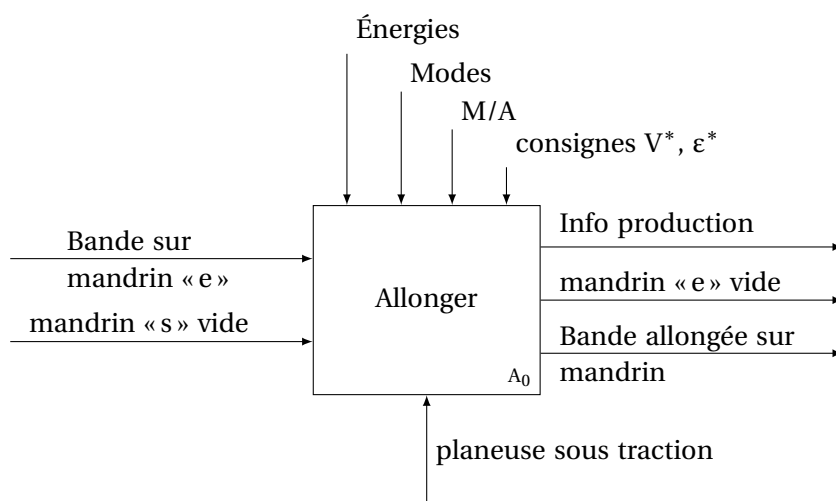 Énergies
Modes
M/A
consignes V*, ε*
Bande sur
mandrin « e »
mandrin « s » vide
Allonger
A₀
Info production
mandrin « e » vide
Bande allongée sur
mandrin
planeuse sous traction